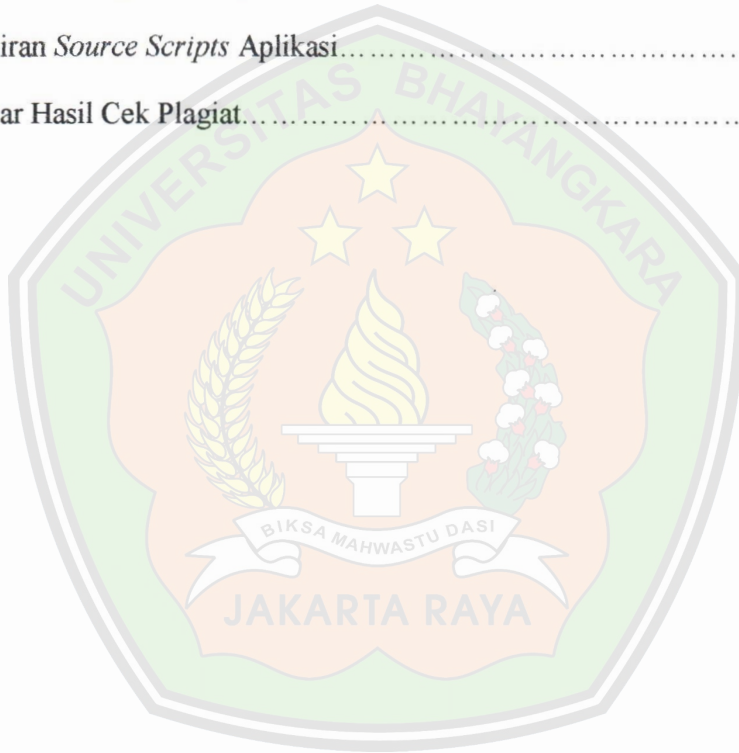 iran Source Scripts Aplikasi……………………………………….
ar Hasil Cek Plagiat…………………………………………………….
UNIVERSITAS BHAYANGKARA
BIKSA MAHWASTU DASI
JAKARTA RAYA